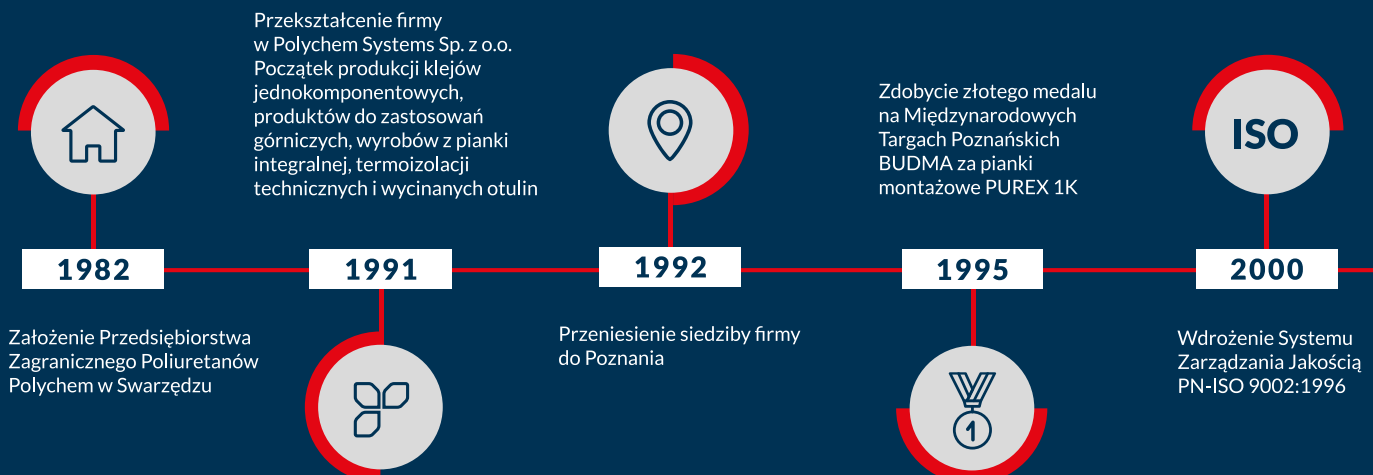 1982
Założenie Przedsiębiorstwa
Zagranicznego Poliuretanów
Polychem w Swarzędzu
Przekształcenie firmy
w Polychem Systems Sp. z o.o.
Początek produkcji klejów
jednokomponentowych,
produktów do zastosowań
górniczych, wyrobów z pianki
integralnej, termoizolacji
technicznych i wycinanych otulin
1991
1992
Przeniesienie siedziby firmy
do Poznania
Zdobycie złotego medalu
na Międzynarodowych
Targach Poznańskich
BUDMA za pianki
montażowe PUREX 1K
1995
1
ISO
2000
Wdrożenie Systemu
Zarządzania Jakością
PN-ISO 9002:1996